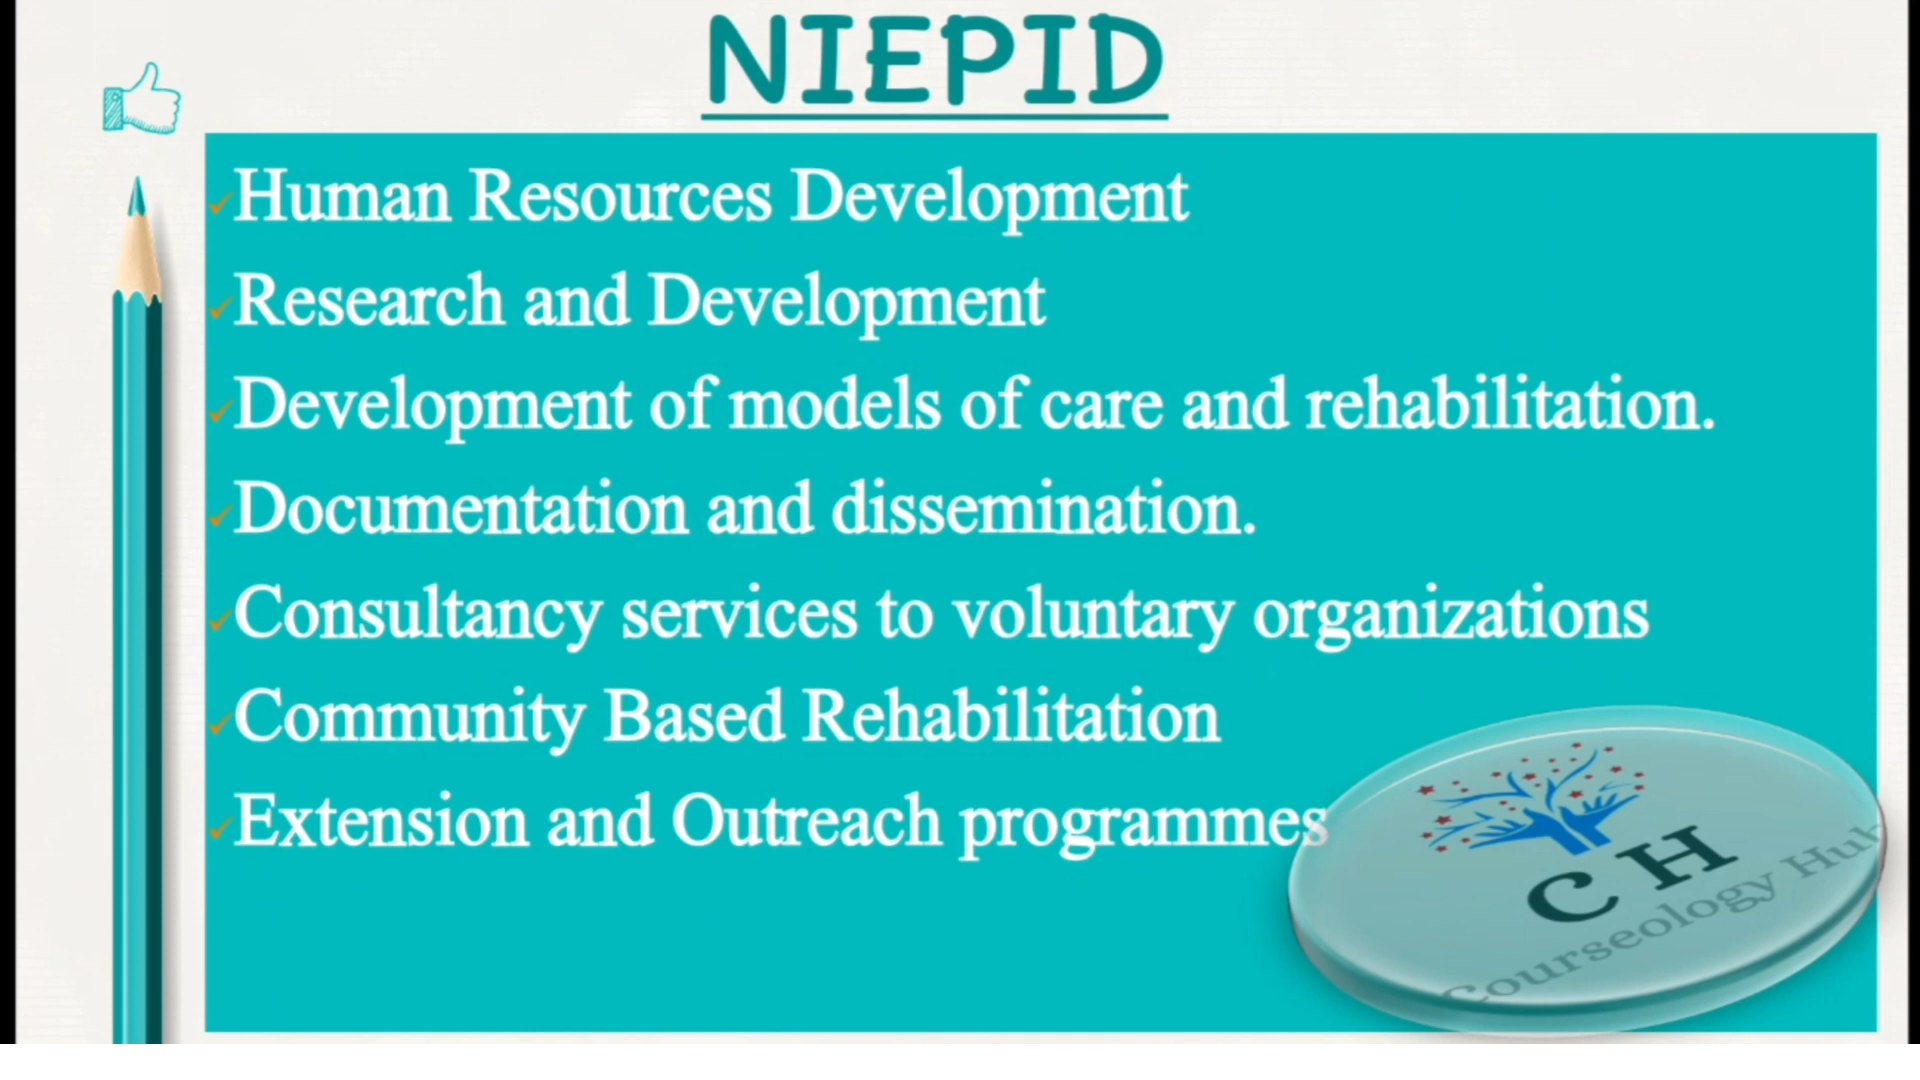 NIEPID
Human Resources Development
Research and Development
Development of models of care and rehabilitation.
Documentation and dissemination.
Consultancy services to voluntary organizations
Community Based Rehabilitation
Extension and Outreach programmes
C H
Courseology Hub